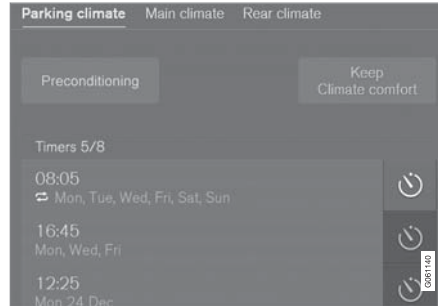 Parking climate Main climate Rear climate
Preconditioning
Keep
Climate comfort
Timers 5/8
08:05
Mon, Tue, Wed, Fri, Sat, Sun
16:45
Mon, Wed, Fri
12:25
Mon 24 Dec
G061140